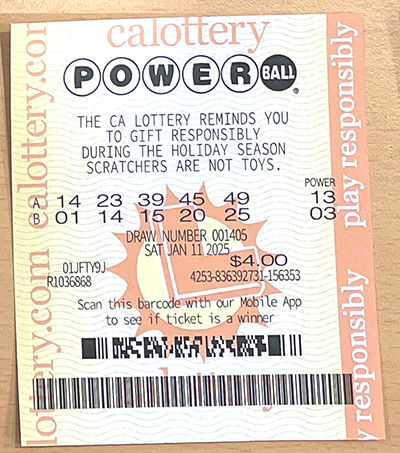 calottery
POWERBALL®
THE CA LOTTERY REMINDS YOU
TO GIFT RESPONSIBLY
DURING THE HOLIDAY SEASON
SCRATCHERS ARE NOT TOYS.
POWER
A 14 23 39 45 49 13
B 01 14 15 20 25 03
DRAW NUMBER 001405
SAT JAN 11 2025
$4.00
01JFTY9J 4253-836392731-156353
R1036868
Scan this barcode with our Mobile App
to see if ticket is a winner
lottery.com calottery.com
play responsibly
y responsibly